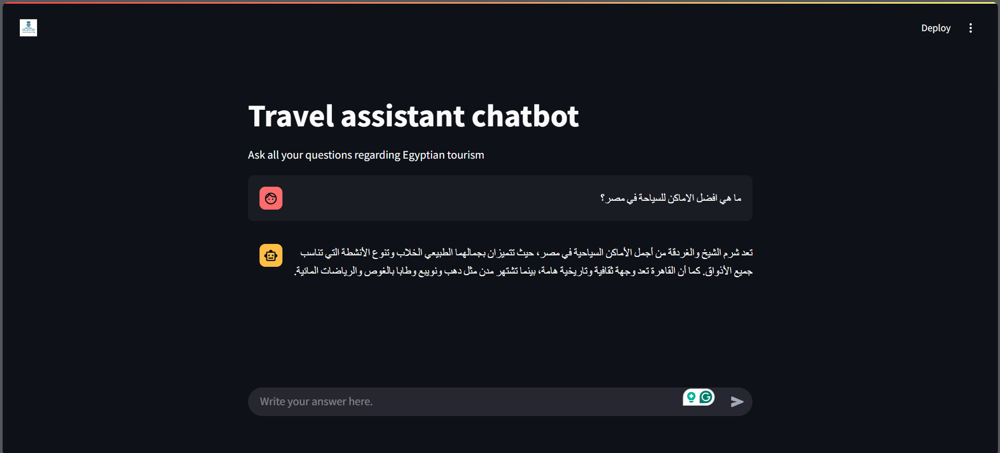 Deploy
Travel assistant chatbot
Ask all your questions regarding Egyptian tourism
ما هي افضل الاماكن للسياحة في مصر؟
تعد شرم الشيخ والغردقة من أجمل الأماكن السياحية في مصر، حيث تتميزان بجمالهما الطبيعي الخلاب وتنوع الأنشطة التي تناسب
جميع الأذواق. كما أن القاهرة تعد وجهة ثقافية وتاريخية هامة، بينما تشتهر مدن مثل دهب ونويبع وطابا بالغوص والرياضات المائية.
Write your answer here.